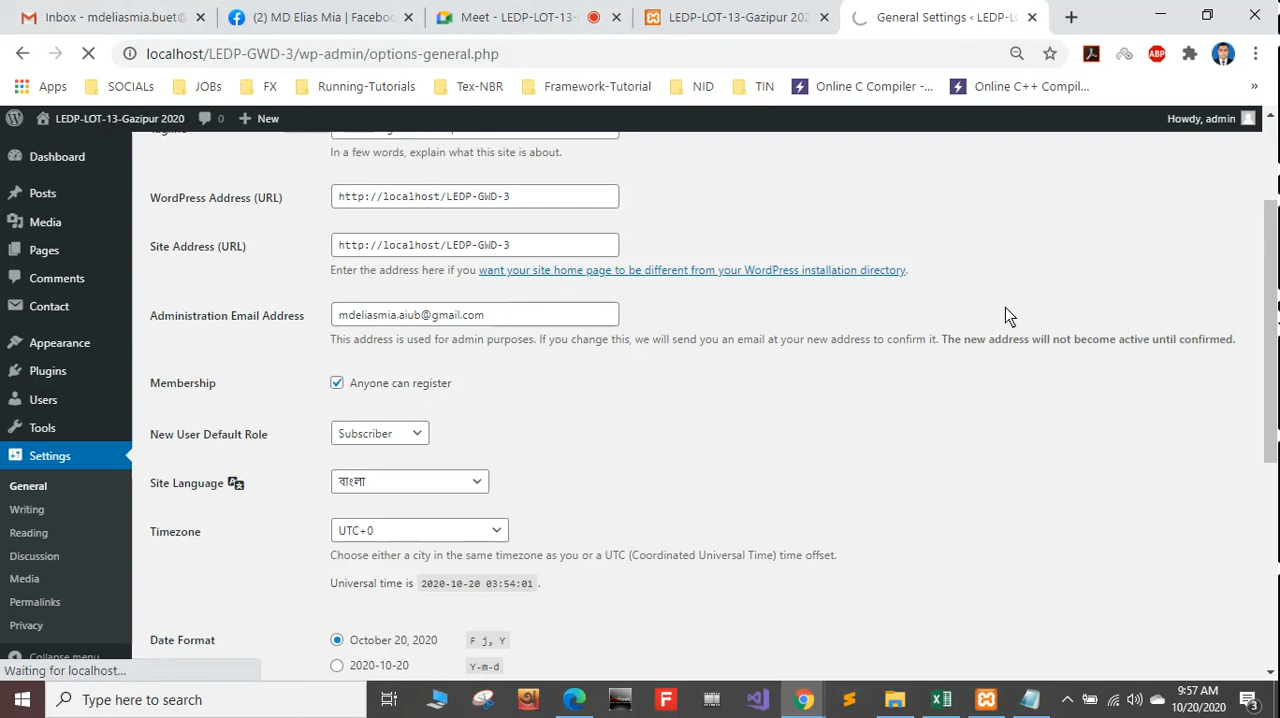 Inbox - mdeliasmia.buet@
(2) MD Elias Mia | Facebook
Meet - LEDP-LOT-13-
LEDP-LOT-13-Gazipur 202
General Settings ‹ LEDP-L
localhost/LEDP-GWD-3/wp-admin/options-general.php
ABP
Apps
SOCIALs
JOBs
FX
Running-Tutorials
Tex-NBR
Framework-Tutorial
NID
TIN
Online C Compiler -...
Online C++ Compi...
»
LEDP-LOT-13-Gazipur 2020
0
New
Howdy, admin
Dashboard
Posts
Media
Pages
Comments
Contact
Appearance
Plugins
Users
Tools
Settings
General
Writing
Reading
Discussion
Media
Permalinks
Privacy
Collapse menu
In a few words, explain what this site is about.
WordPress Address (URL)
http://localhost/LEDP-GWD-3
Site Address (URL)
http://localhost/LEDP-GWD-3
Enter the address here if you want your site home page to be different from your WordPress installation directory.
Administration Email Address
mdeliasmia.aiub@gmail.com
This address is used for admin purposes. If you change this, we will send you an email at your new address to confirm it. The new address will not become active until confirmed.
Membership
Anyone can register
New User Default Role
Subscriber
Site Language
বাংলা
Timezone
UTC+0
Choose either a city in the same timezone as you or a UTC (Coordinated Universal Time) time offset.
Universal time is 2020-10-20 03:54:01 .
Date Format
October 20, 2020
F j, Y
2020-10-20
Y-m-d
Waiting for localhost...
Type here to search
9:57 AM
10/20/2020
3